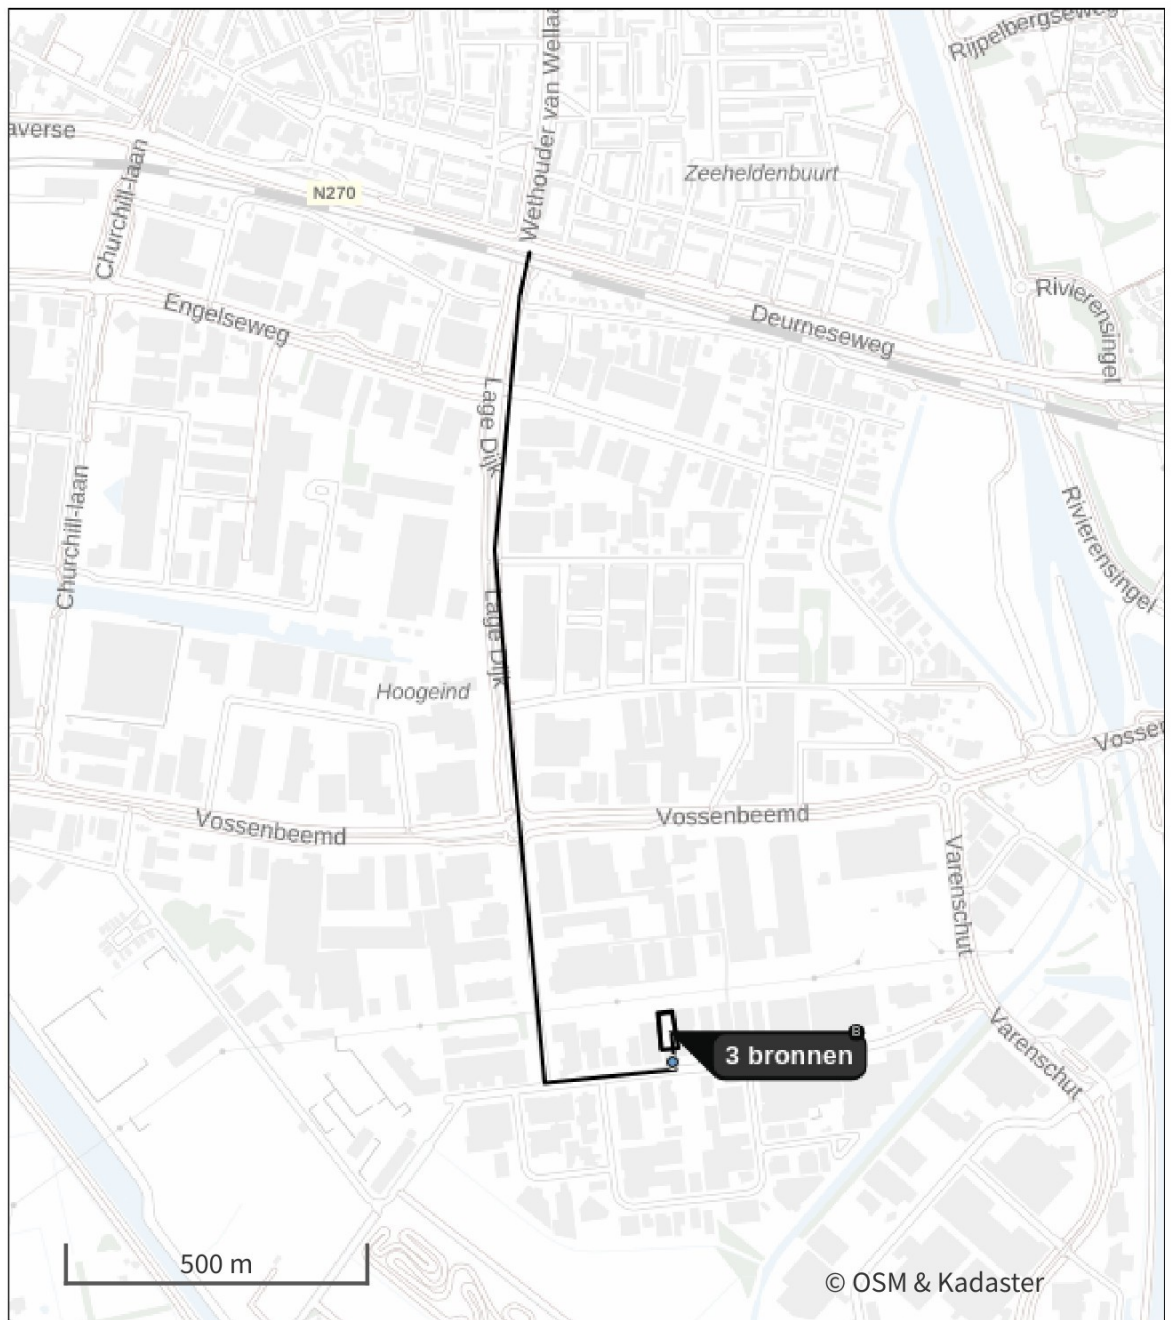 Rijpelbergseweg
Wethouder van Wellaa
averse
Churchill-laan
N270
Zeeheldenbuurt
Engelseweg
Deurneseweg
Rivierensingel
Lage Dijk
Churchill-laan
Rivierensingel
Lage Dijk
Hoogeind
Vossenbeemd
Vossenbeemd
Vossen
Varenschut
Varenschut
3 bronnen
B
500 m
© OSM & Kadaster